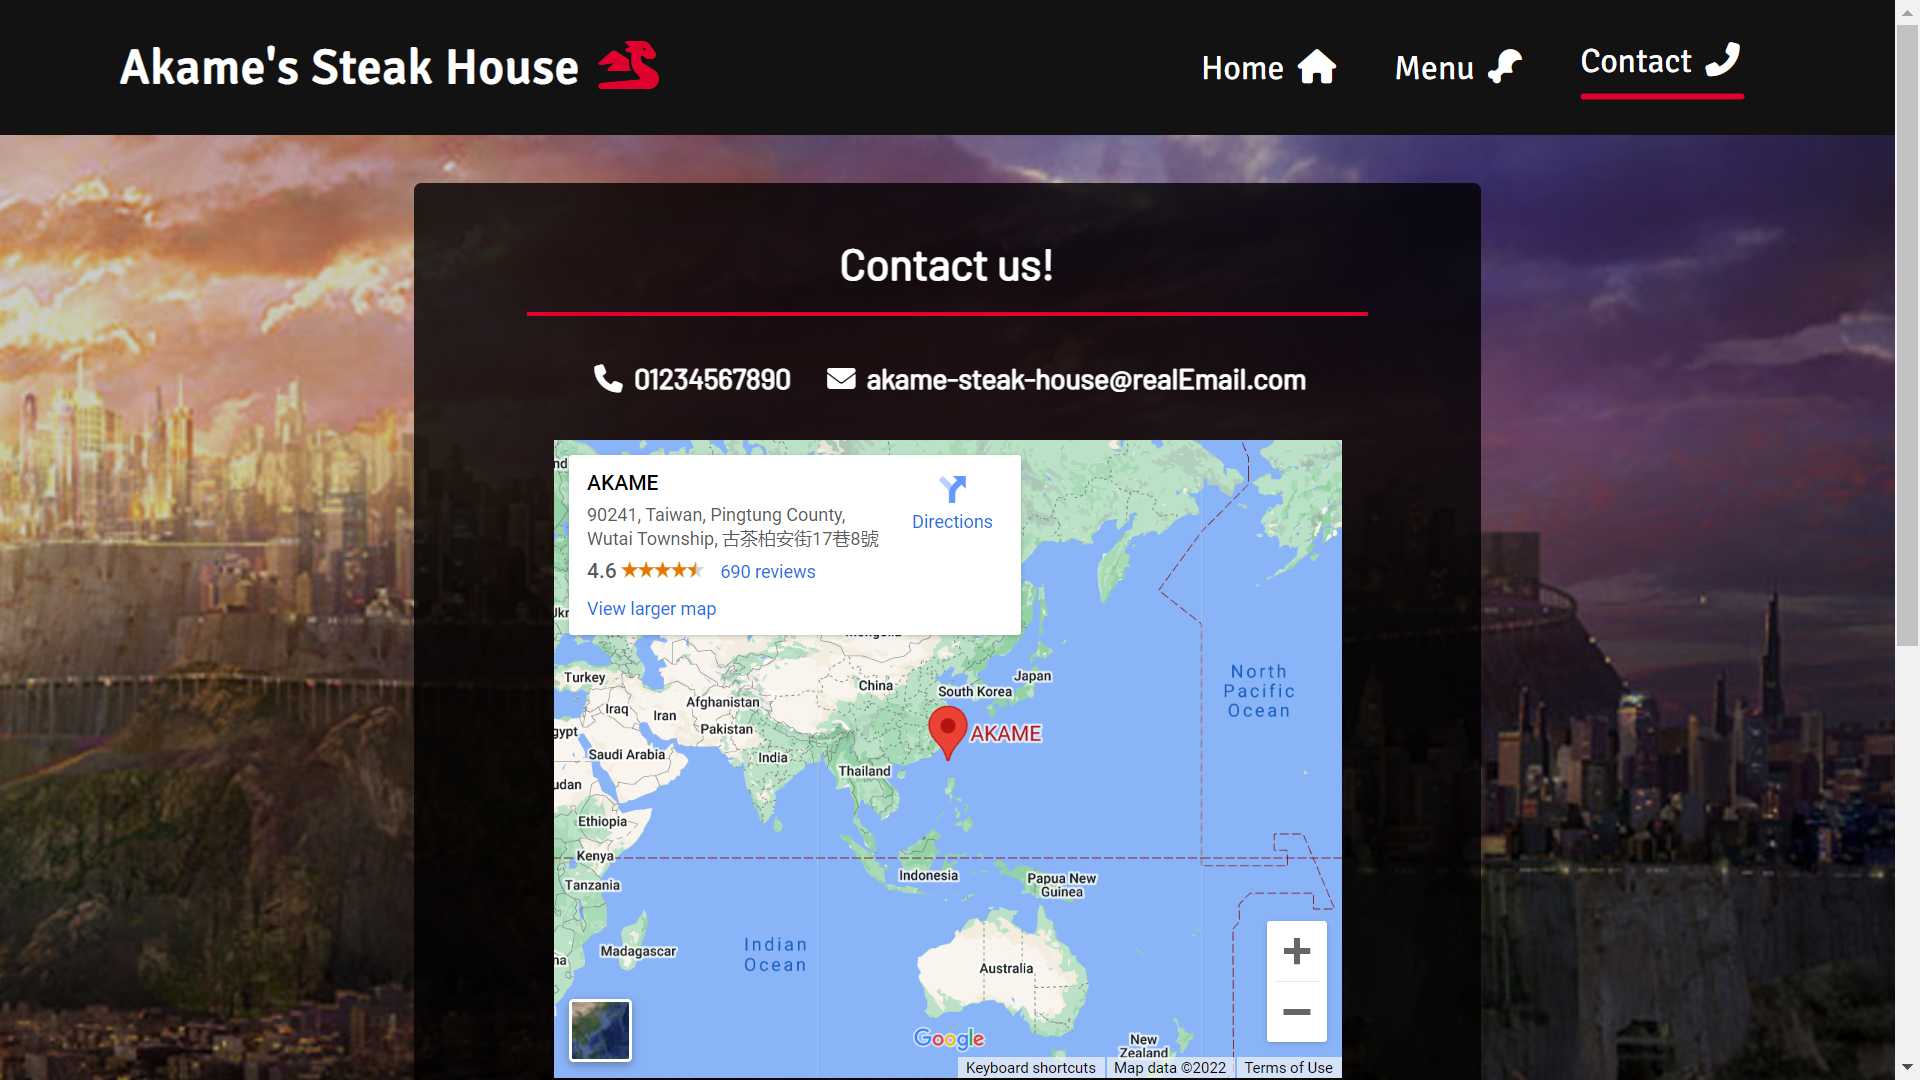 Akame's Steak House
Home
Menu
Contact
Contact us!
01234567890
akame-steak-house@realEmail.com
AKAME
90241, Taiwan, Pingtung County,
Wutai Township, 古茶柏安街17巷8號
Directions
4.6
690 reviews
View larger map
Japan
Turkey
China
South Korea
North
Pacific
Ocean
Afghanistan
Iraq
Iran
Pakistan
AKAME
Saudi Arabia
India
Thailand
Ethiopia
Kenya
Indonesia
Papua New
Guinea
Tanzania
Madagascar
Indian
Ocean
Australia
Google
New
Zealand
Keyboard shortcuts
Map data ©2022
Terms of Use